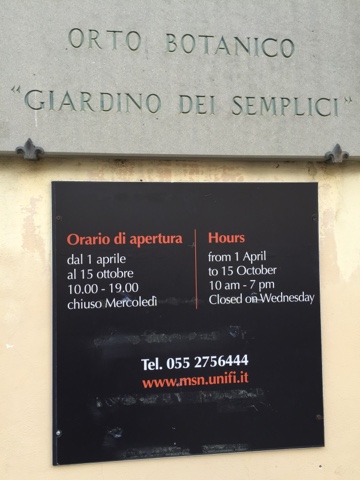 ORTO BOTANICO
"GIARDINO DEI SEMPLICI"
Orario di apertura
dal 1 aprile
al 15 ottobre
10.00 - 19.00
chiuso Mercoledì
Hours
from 1 April
to 15 October
10 am - 7 pm
Closed on Wednesday
Tel. 055 2756444
www.msn.unifi.it